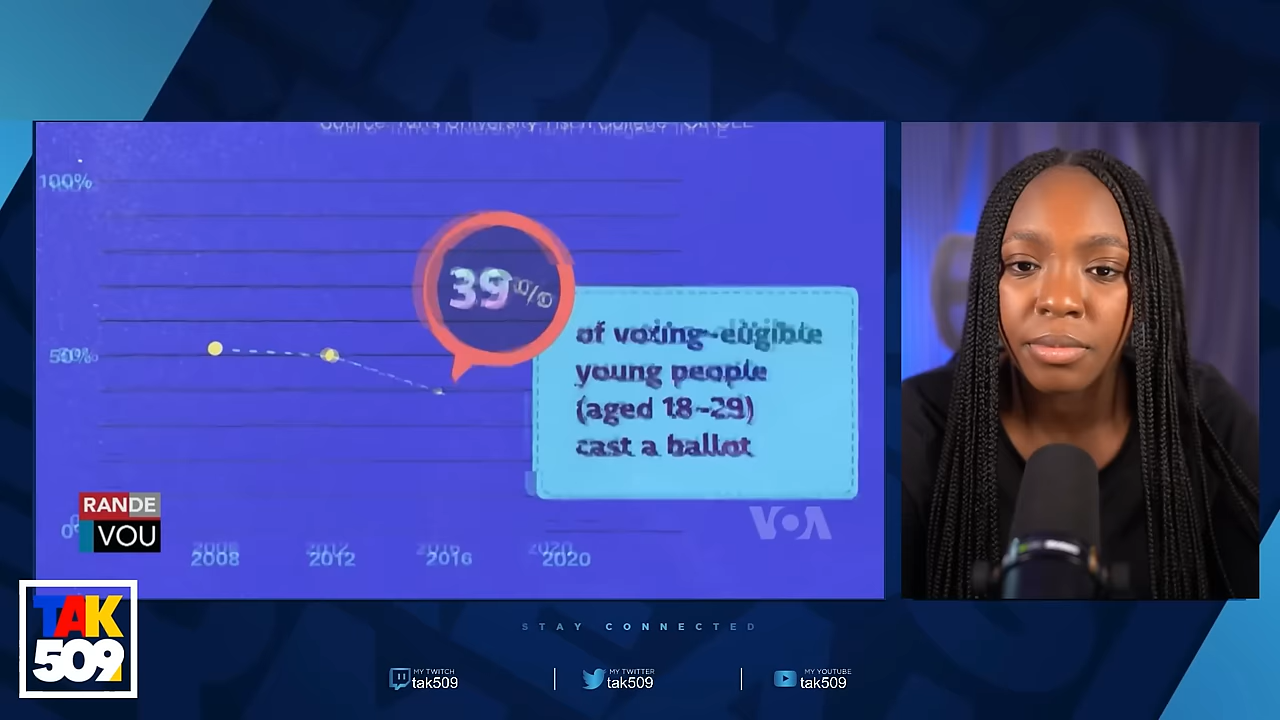 100%
39%
of voting-eligible
young people
(aged 18-29)
cast a ballot
50%
RANDE
VOU
VOA
2008
2012
2016
2020
TAK
509
STAY CONNECTED
MY TWITCH
tak509
MY TWITTER
tak509
MY YOUTUBE
tak509